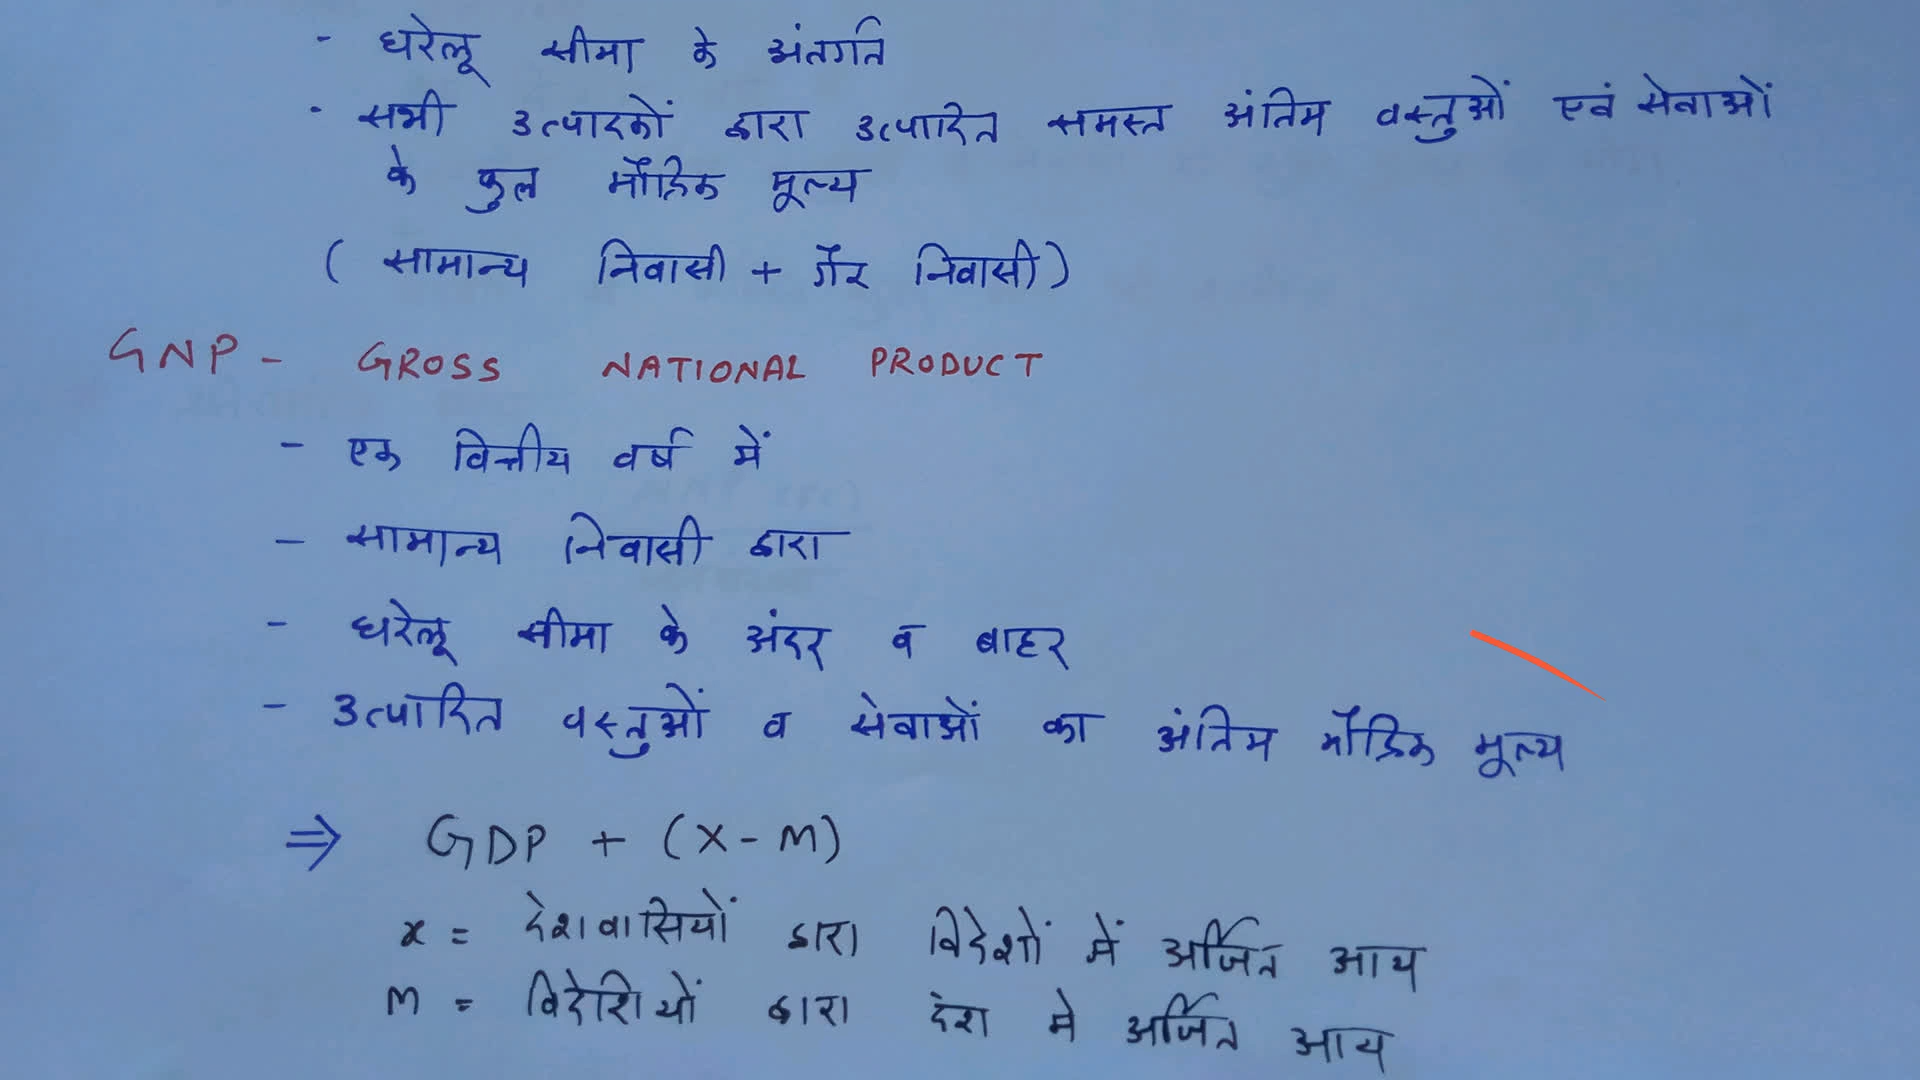 - घरेलू सीमा के अंतर्गत
- सभी उत्पादकों द्वारा उत्पादित समस्त अंतिम वस्तुओं एवं सेवाओं
के कुल मौद्रिक मूल्य
( सामान्य निवासी + गैर निवासी )
GNP - GROSS NATIONAL PRODUCT
- एक वित्तीय वर्ष में
- सामान्य निवासी द्वारा
- घरेलू सीमा के अंदर व बाहर
- उत्पादित वस्तुओं व सेवाओं का अंतिम मौद्रिक मूल्य
⇒ GDP + (X - M)
x = देशवासियों द्वारा विदेशों में अर्जित आय
M = विदेशियों द्वारा देश मे अर्जित आय